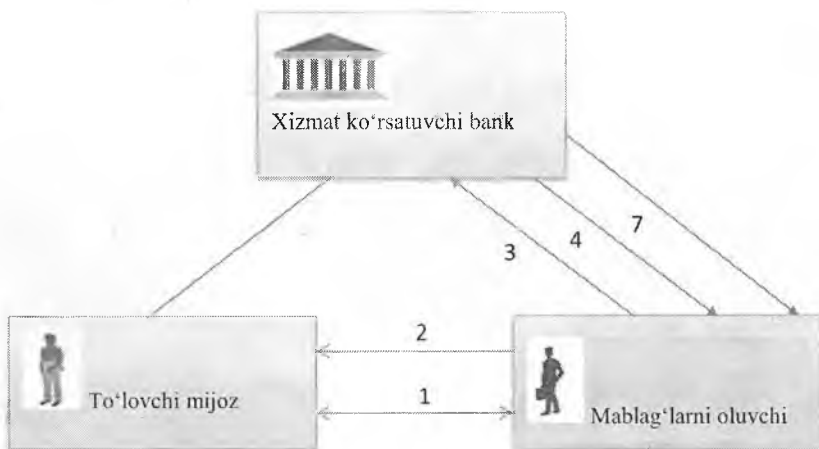 Xizmat ko‘rsatuvchi bank
3
4
7
2
1
To‘lovchi mijoz
Mablag‘larni oluvchi